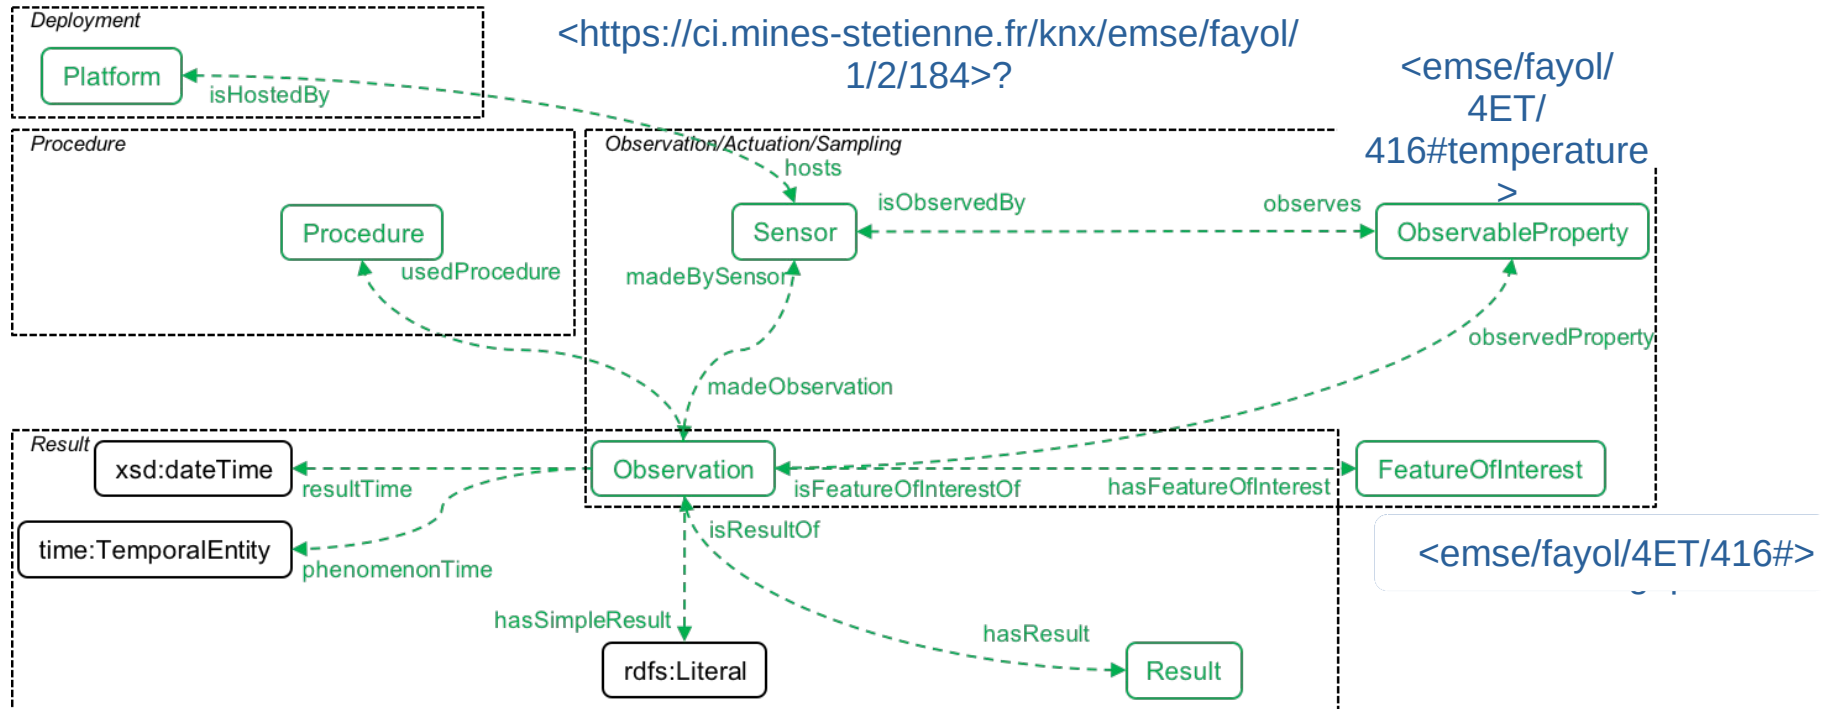 Deployment
<https://ci.mines-stetienne.fr/knx/emse/fayol/
1/2/184>?
Platform
isHostedBy
<emse/fayol/
4ET/
416#temperature
>
Procedure
Observation/Actuation/Sampling
hosts
isObservedBy
observes
Procedure
Sensor
ObservableProperty
usedProcedure
madeBySensor
observedProperty
madeObservation
Result
xsd:dateTime
resultTime
Observation
isFeatureOfInterestOf
hasFeatureOfInterest
FeatureOfInterest
time:TemporalEntity
phenomenonTime
isResultOf
<emse/fayol/4ET/416#>
hasSimpleResult
hasResult
rdfs:Literal
Result